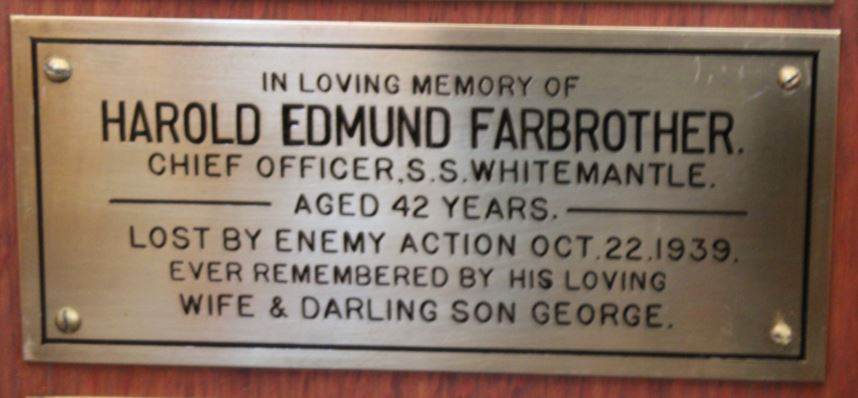 IN LOVING MEMORY OF
HAROLD EDMUND FARBROTHER.
CHIEF OFFICER, S.S. WHITEMANTLE.
AGED 42 YEARS.
LOST BY ENEMY ACTION OCT. 22. 1939.
EVER REMEMBERED BY HIS LOVING
WIFE & DARLING SON GEORGE.